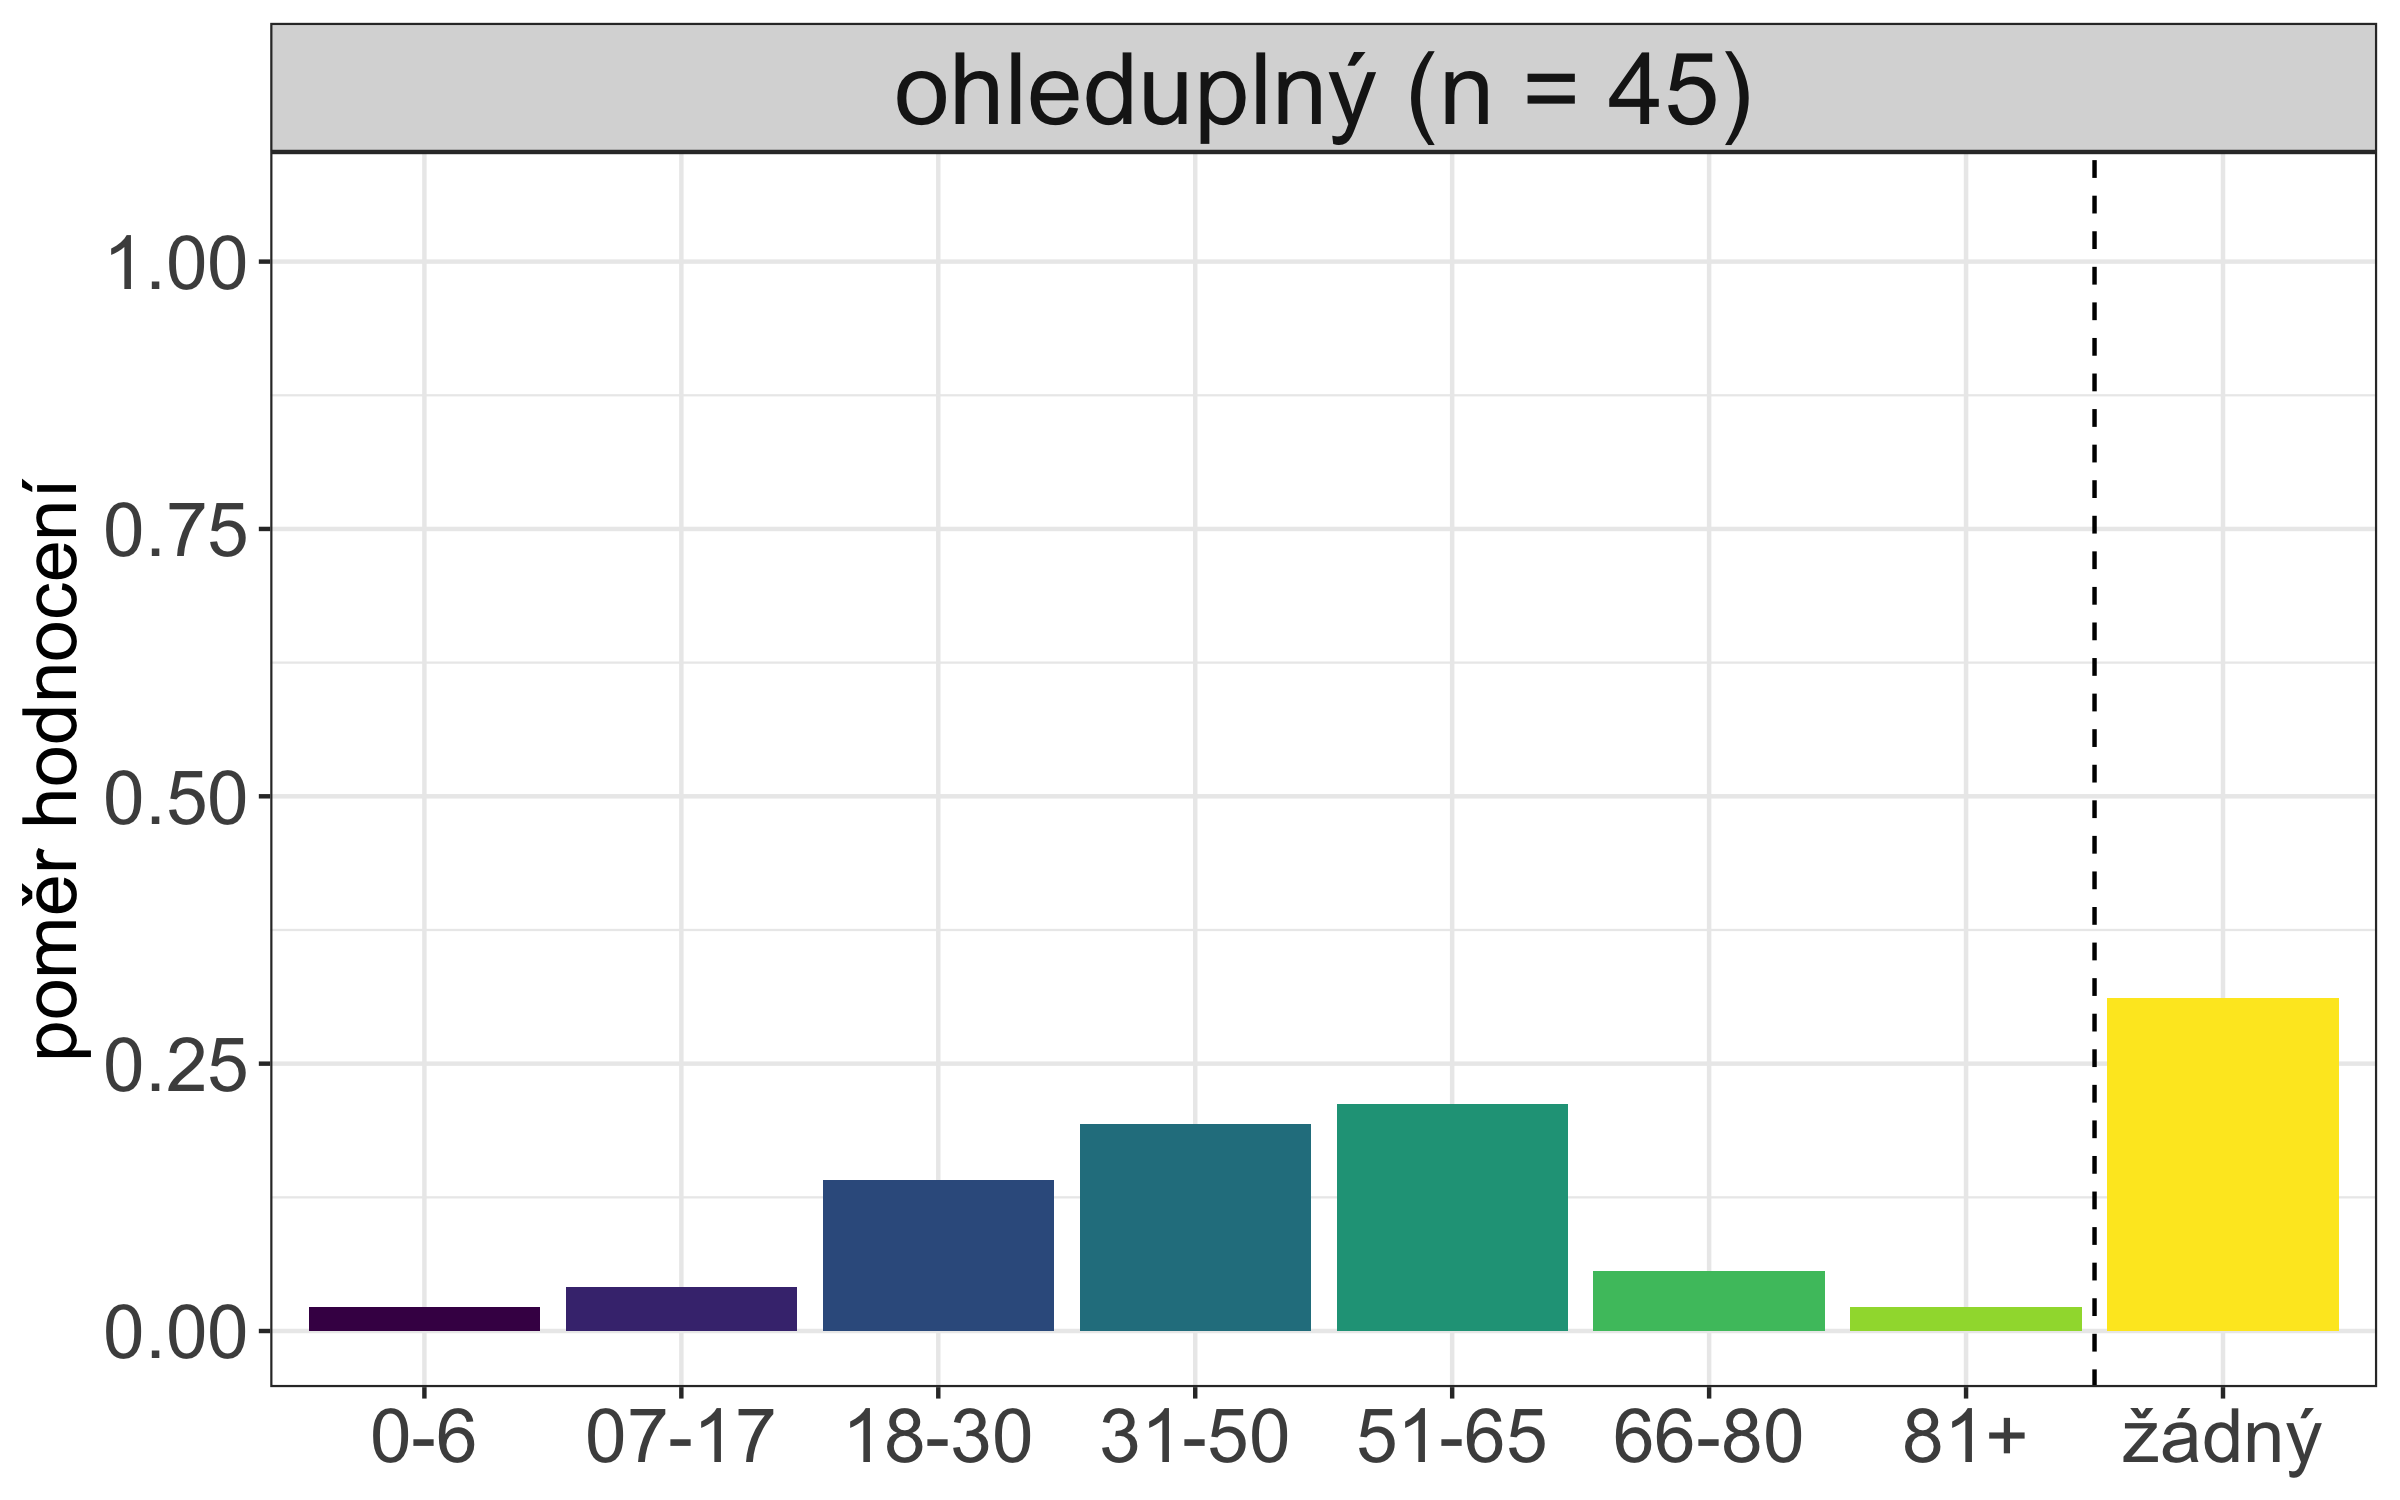 ohleduplný (n = 45)
poměr hodnocení
1.00
0.75
0.50
0.25
0.00
0-6 07-17 18-30 31-50 51-65 66-80 81+ žádný